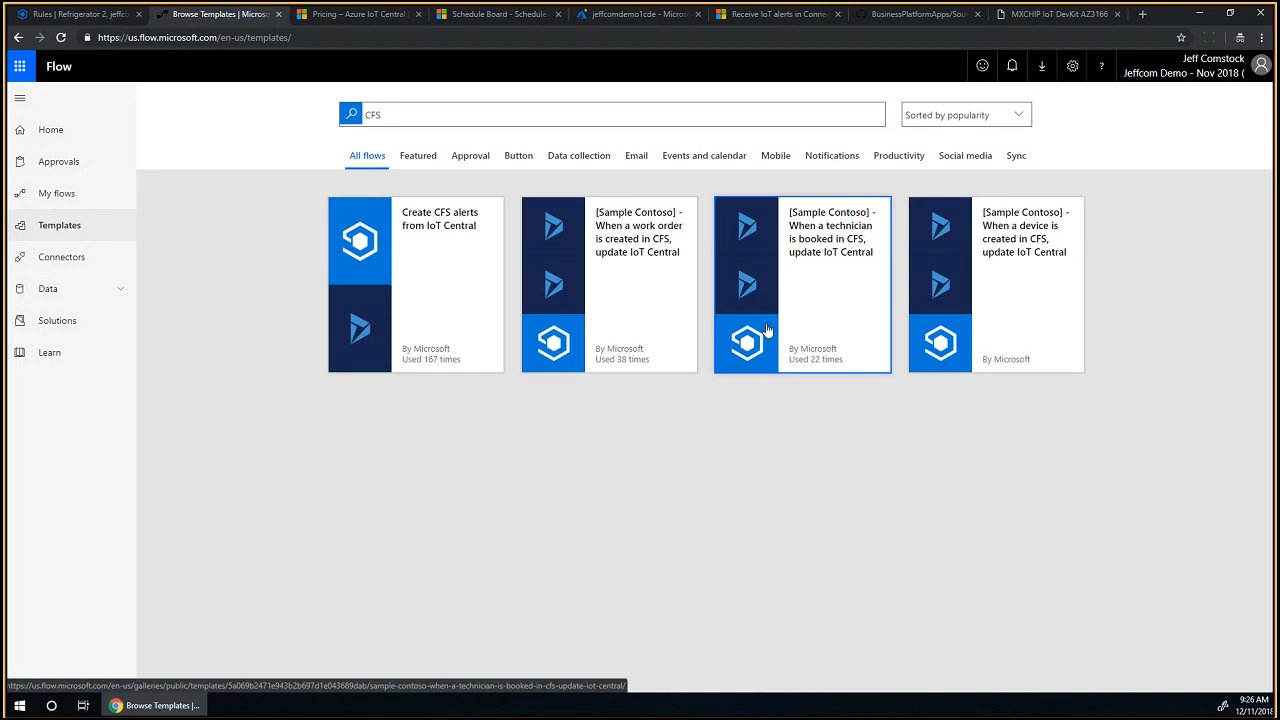 Rules | Refrigerator 2, jeffcc
Browse Templates | Microso
Pricing – Azure IoT Central
Schedule Board - Schedule
jeffcomdemo1cde - Microso
Receive IoT alerts in Connec
BusinessPlatformApps/Sou
MXCHIP IoT DevKit AZ3166
https://us.flow.microsoft.com/en-us/templates/
Flow
?
Jeff Comstock
Jeffcom Demo - Nov 2018 (
CFS
Sorted by popularity
All flows
Featured
Approval
Button
Data collection
Email
Events and calendar
Mobile
Notifications
Productivity
Social media
Sync
Home
Approvals
My flows
Templates
Connectors
Data
Solutions
Learn
Create CFS alerts
from IoT Central
By Microsoft
Used 167 times
[Sample Contoso] -
When a work order
is created in CFS,
update IoT Central
By Microsoft
Used 38 times
[Sample Contoso] -
When a technician
is booked in CFS,
update IoT Central
By Microsoft
Used 22 times
[Sample Contoso] -
When a device is
created in CFS,
update IoT Central
By Microsoft
https://us.flow.microsoft.com/en-us/galleries/public/templates/5a069b2471e943b2b697d1e043689dab/sample-contoso-when-a-technician-is-booked-in-cfs-update-iot-central/
Browse Templates |...
9:26 AM
12/11/2018